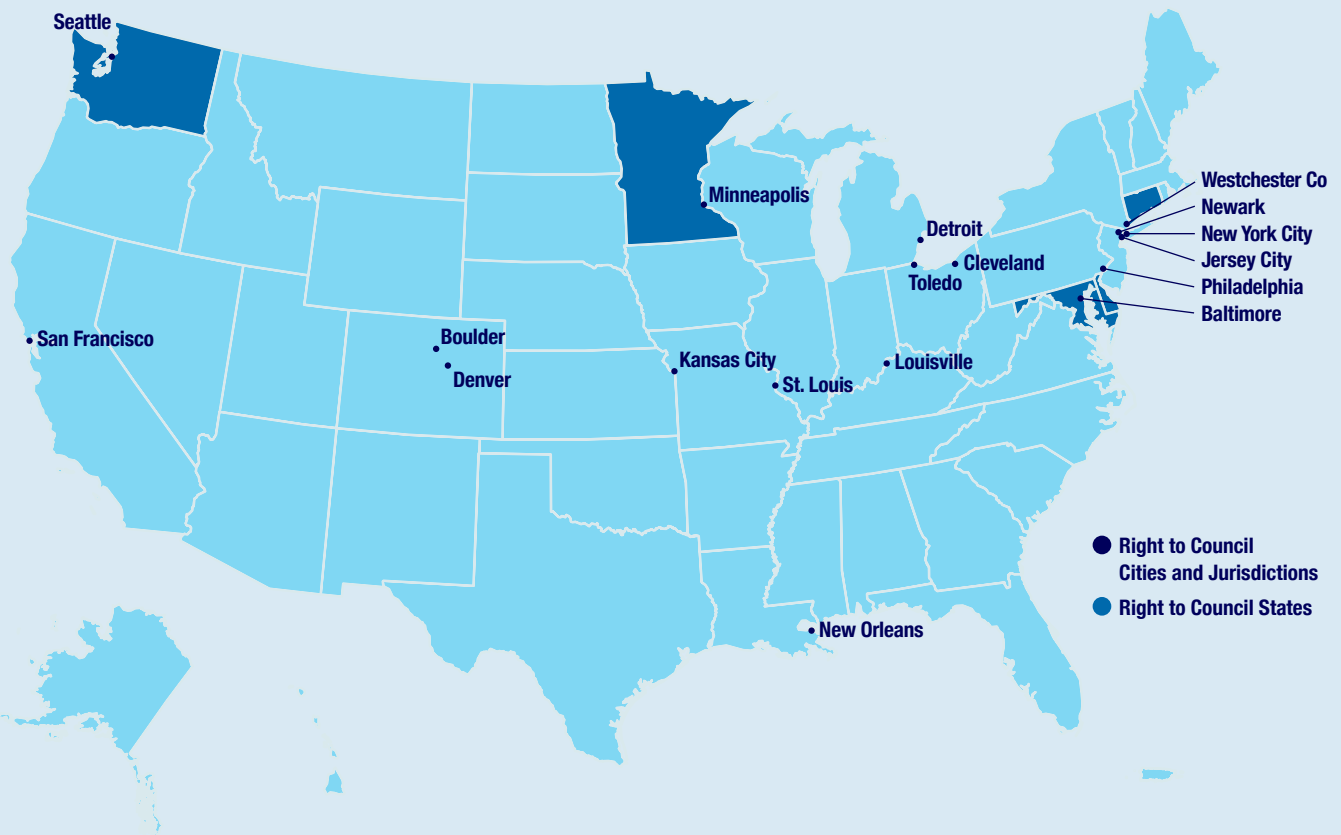 Seattle
Minneapolis
Westchester Co
Newark
New York City
Jersey City
Philadelphia
Baltimore
Detroit
Cleveland
Toledo
San Francisco
Boulder
Denver
Kansas City
St. Louis
Louisville
New Orleans
Right to Council
Cities and Jurisdictions
Right to Council States